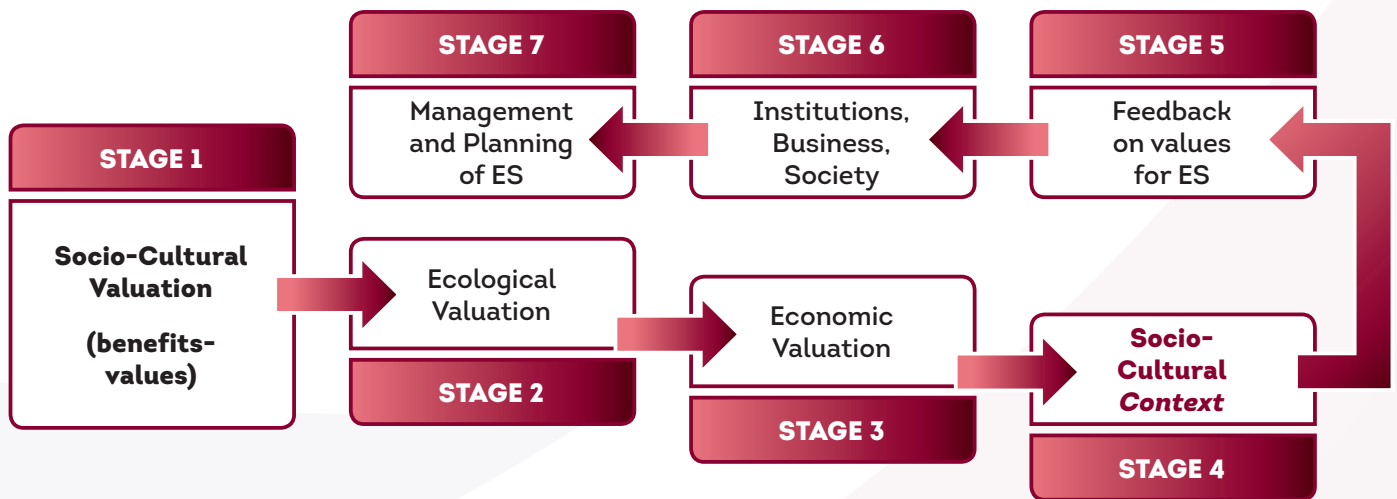 STAGE 1
Socio-Cultural
Valuation
(benefits-
values)
Ecological
Valuation
STAGE 2
Economic
Valuation
STAGE 3
Socio-
Cultural
Context
STAGE 4
STAGE 5
Feedback
on values
for ES
STAGE 6
Institutions,
Business,
Society
STAGE 7
Management
and Planning
of ES